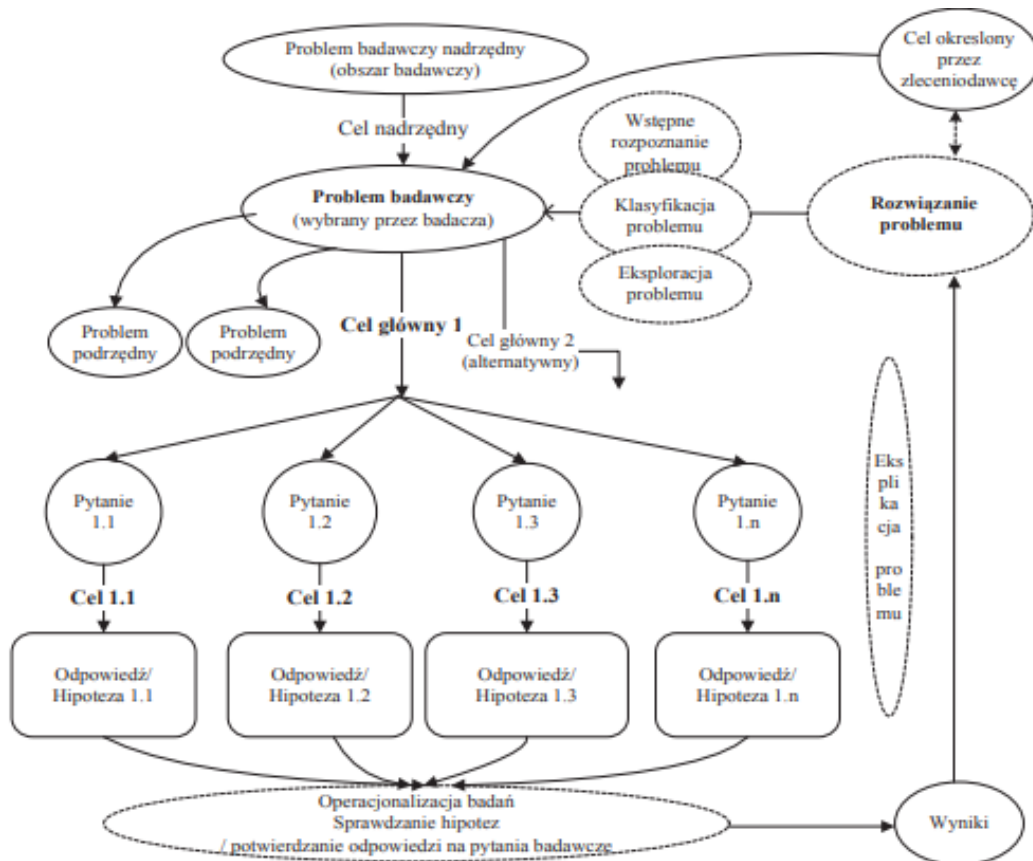 Problem badawczy nadrzędny
(obszar badawczy)
Cel okreslony
przez
zleceniodawcę
Cel nadrzędny
Wstępne
rozpoznanie
problemu
Problem badawczy
(wybrany przez badacza)
Klasyfikacja
problemu
Rozwiązanie
problemu
Eksploracja
problemu
Problem
podrzędny
Problem
podrzędny
Cel główny 1
Cel główny 2
(alternatywny)
Pytanie
1.1
Pytanie
1.2
Pytanie
1.3
Pytanie
1.n
Eks
pli
ka
cja
pro
ble
mu
Cel 1.1
Cel 1.2
Cel 1.3
Cel 1.n
Odpowiedź/
Hipoteza 1.1
Odpowiedź/
Hipoteza 1.2
Odpowiedź/
Hipoteza 1.3
Odpowiedź/
Hipoteza 1.n
Operacjonalizacja badań
Sprawdzanie hipotez
/ potwierdzanie odpowiedzi na pytania badawczę
Wyniki